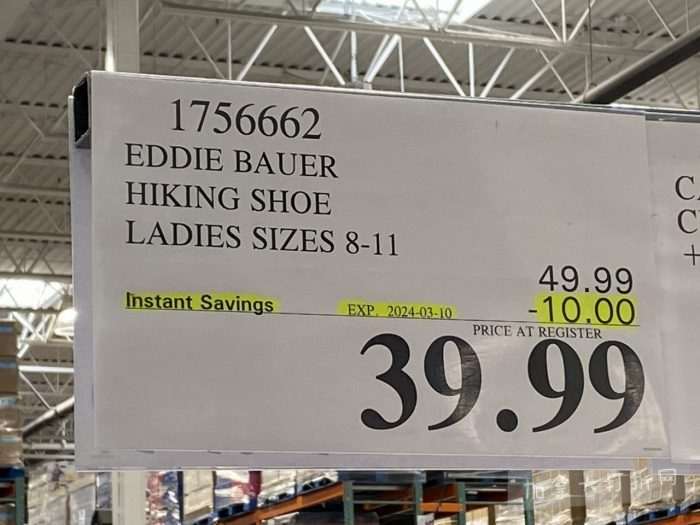 1756662
EDDIE BAUER
HIKING SHOE
LADIES SIZES 8-11
49.99
Instant Savings EXP. 2024-03-10 -10.00
PRICE AT REGISTER
39.99